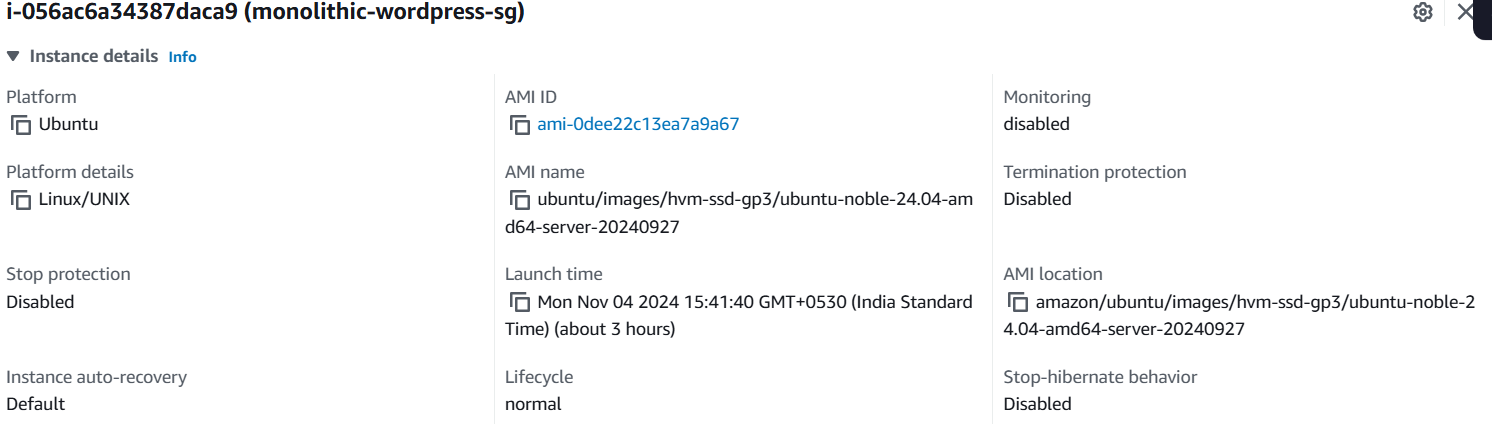 i-056ac6a34387daca9 (monolithic-wordpress-sg)
Instance details Info
Platform
Ubuntu
AMI ID
ami-0dee22c13ea7a9a67
Monitoring
disabled
Platform details
Linux/UNIX
AMI name
ubuntu/images/hvm-ssd-gp3/ubuntu-noble-24.04-am
d64-server-20240927
Termination protection
Disabled
Stop protection
Disabled
Launch time
Mon Nov 04 2024 15:41:40 GMT+0530 (India Standard
Time) (about 3 hours)
AMI location
amazon/ubuntu/images/hvm-ssd-gp3/ubuntu-noble-2
4.04-amd64-server-20240927
Instance auto-recovery
Default
Lifecycle
normal
Stop-hibernate behavior
Disabled